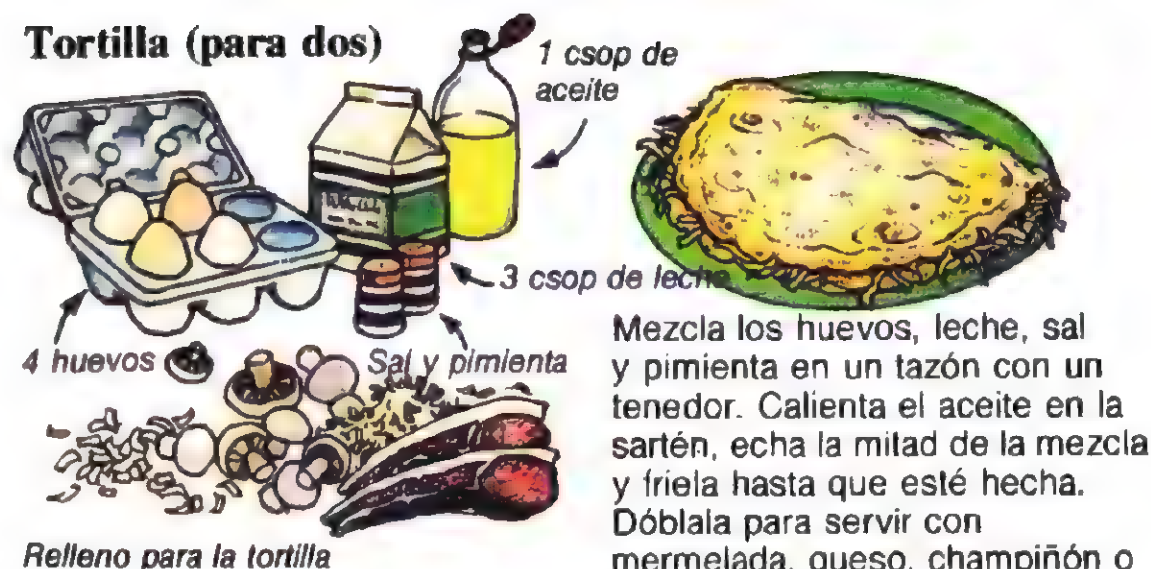 Tortilla (para dos)
1 csop de
aceite
3 csop de leche
4 huevos
Sal y pimienta
Relleno para la tortilla
Mezcla los huevos, leche, sal
y pimienta en un tazón con un
tenedor. Calienta el aceite en la
sartén, echa la mitad de la mezcla
y friela hasta que esté hecha.
Dóblala para servir con
mermelada, queso, champiñón o